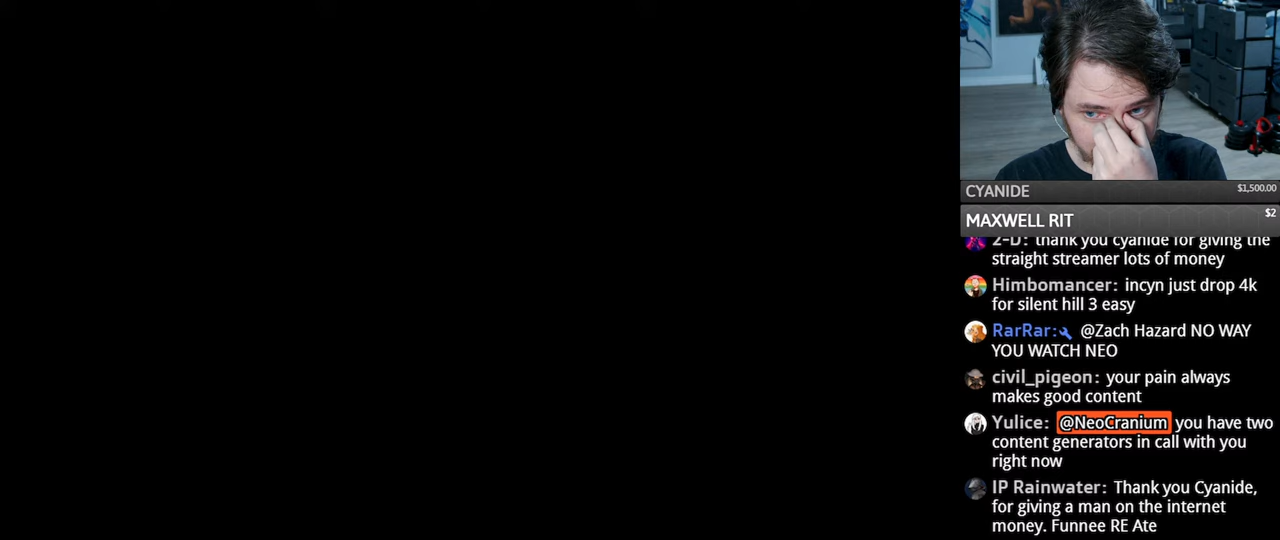 CYANIDE $1,500.00
MAXWELL RIT $2
2-D: thank you cyanide for giving the
straight streamer lots of money
Himbomancer: incyn just drop 4k
for silent hill 3 easy
RarRar: @Zach Hazard NO WAY
YOU WATCH NEO
civil_pigeon: your pain always
makes good content
Yulice: @NeoCranium you have two
content generators in call with you
right now
IP Rainwater: Thank you Cyanide,
for giving a man on the internet
money. Funnee RE Ate